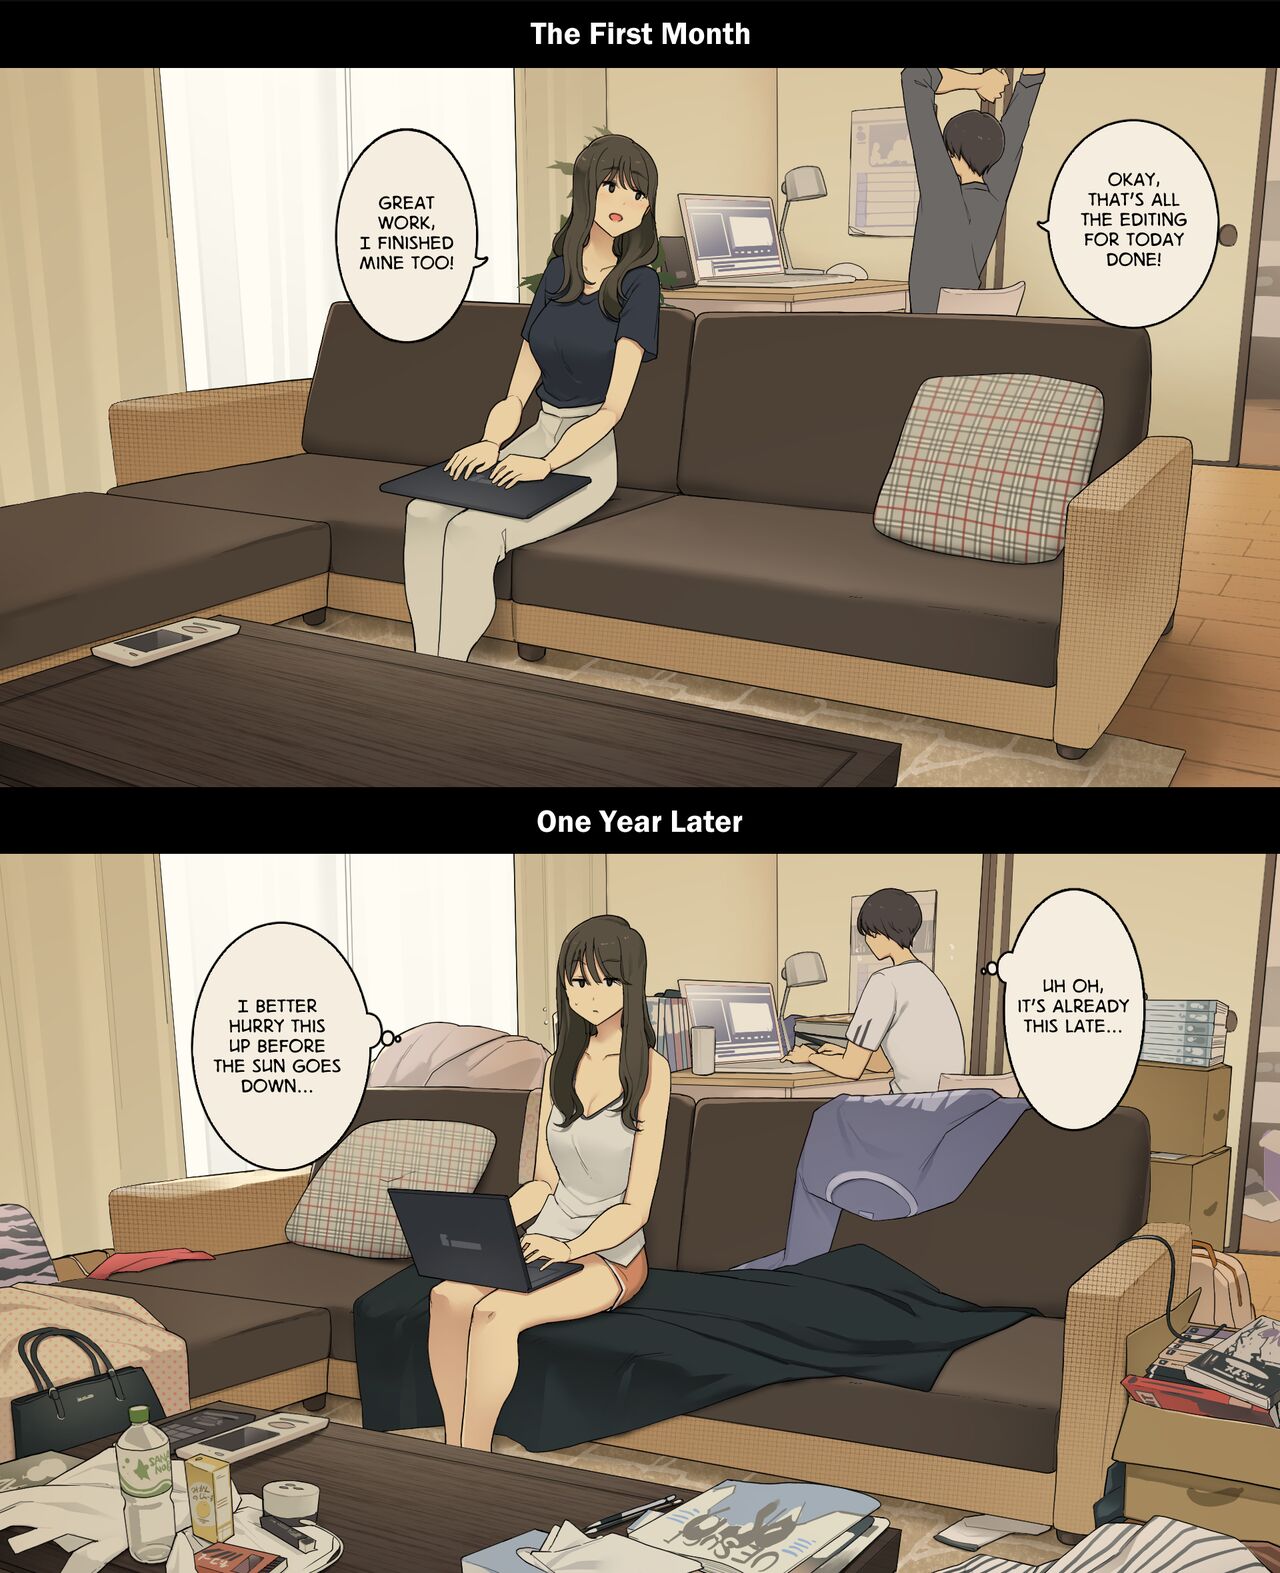 The First Month
GREAT
WORK,
I FINISHED
MINE TOO!
OKAY,
THAT'S ALL
THE EDITING
FOR TODAY
DONE!
One Year Later
I BETTER
HURRY THIS
UP BEFORE
THE SUN GOES
DOWN...
UH OH,
IT'S ALREADY
THIS LATE...